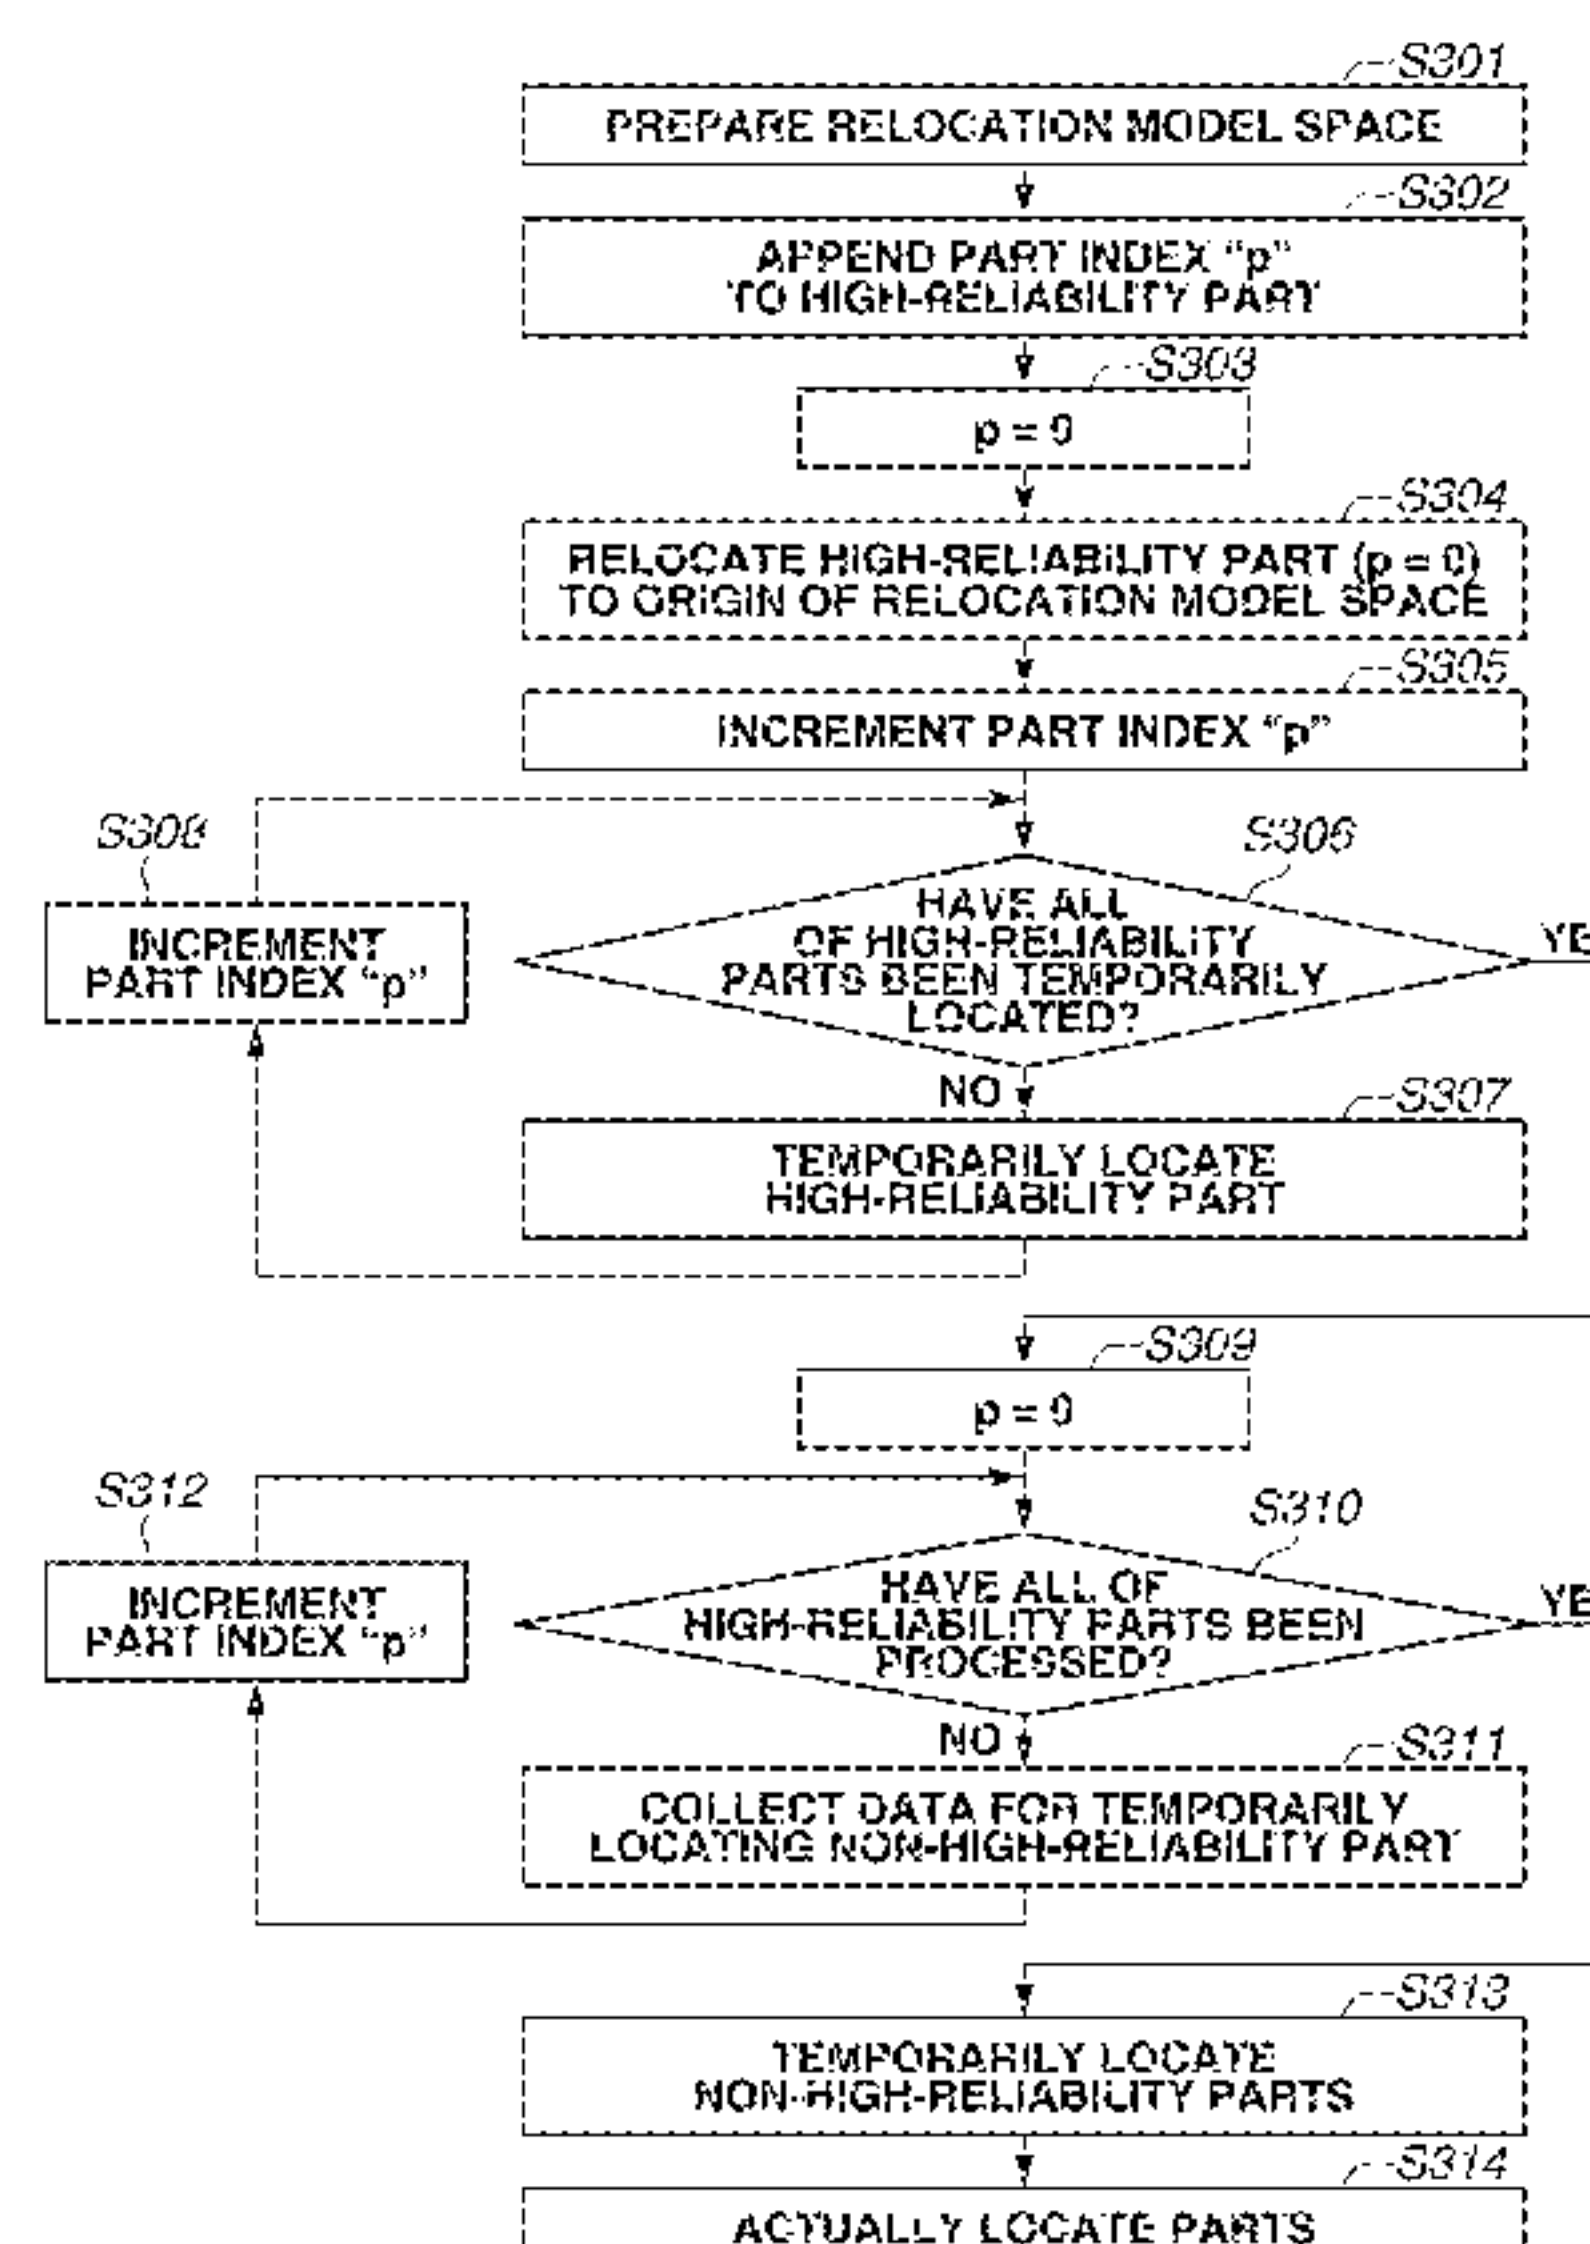 S301
PREPARE RELOCATION MODEL SPACE
S302
APPEND PART INDEX “p”
TO HIGH-RELIABILITY PART
S303
p = 0
S304
RELOCATE HIGH-RELIABILITY PART (p = 0)
TO ORIGIN OF RELOCATION MODEL SPACE
S305
INCREMENT PART INDEX “p”
S308
INCREMENT
PART INDEX “p”
S306
HAVE ALL
OF HIGH-RELIABILITY
PARTS BEEN TEMPORARILY
LOCATED?
YE
NO
S307
TEMPORARILY LOCATE
HIGH-RELIABILITY PART
S309
p = 0
S312
INCREMENT
PART INDEX “p”
S310
HAVE ALL OF
HIGH-RELIABILITY PARTS BEEN
PROCESSED?
YE
NO
S311
COLLECT DATA FOR TEMPORARILY
LOCATING NON-HIGH-RELIABILITY PART
S313
TEMPORARILY LOCATE
NON-HIGH-RELIABILITY PARTS
S314
ACTUALLY LOCATE PARTS